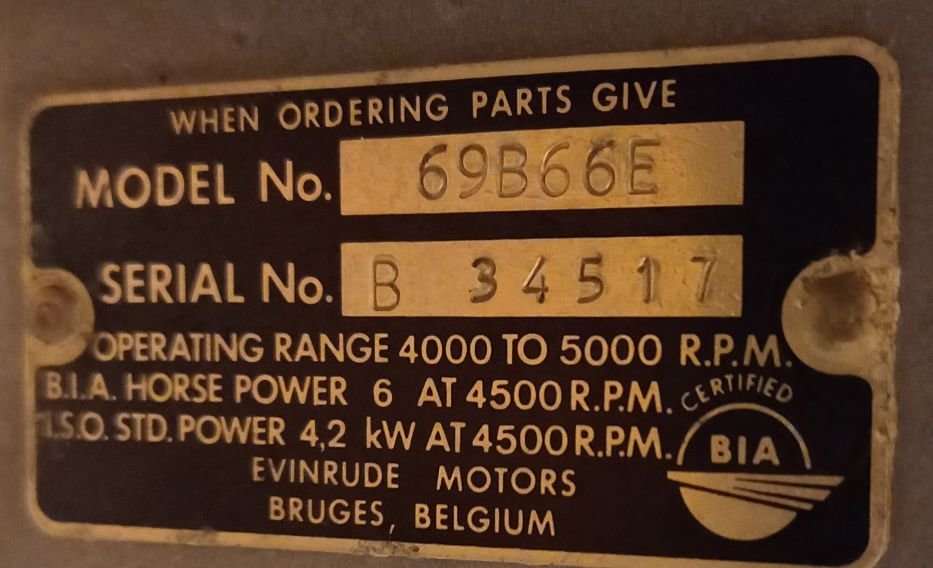 WHEN ORDERING PARTS GIVE
MODEL No. 69B66E
SERIAL No. B 34517
OPERATING RANGE 4000 TO 5000 R.P.M.
B.I.A. HORSE POWER 6 AT 4500 R.P.M.
I.S.O. STD. POWER 4,2 kW AT 4500 R.P.M.
CERTIFIED
BIA
EVINRUDE MOTORS
BRUGES, BELGIUM